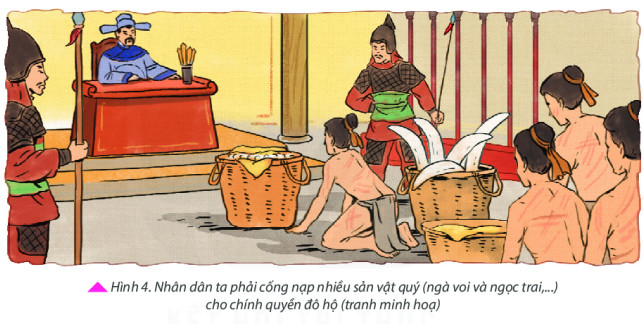 Hình 4. Nhân dân ta phải cống nạp nhiều sản vật quý (ngà voi và ngọc trai,...)
cho chính quyền đô hộ (tranh minh hoạ)